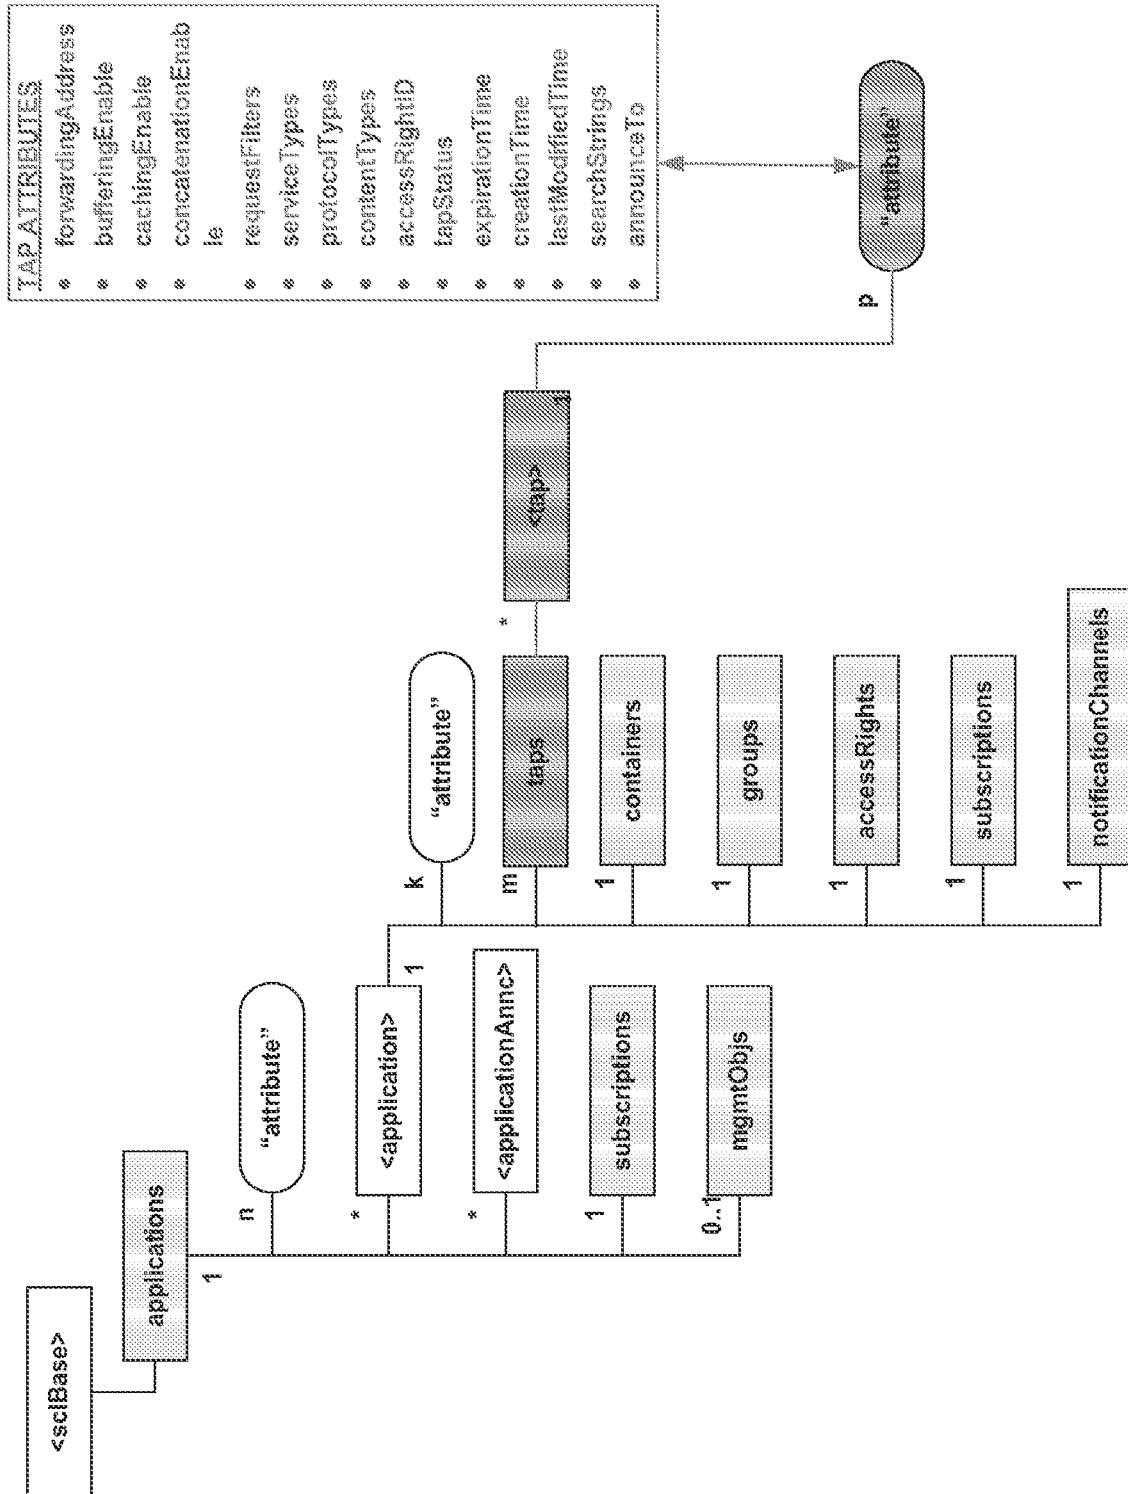 <sclBase>
applications
1
n
"attribute"
*
<application>
1
*
<applicationAnnc>
1
subscriptions
0..1
mgmtObjs
k
"attribute"
m
taps
1
containers
1
groups
1
accessRights
1
subscriptions
1
notificationChannels
*
<tap>
1
p
"attribute"
TAP ATTRIBUTES
• forwardingAddress
• bufferingEnable
• cachingEnable
• concatenationEnab
le
• requestFilters
• serviceTypes
• protocolTypes
• contentTypes
• accessRightID
• tapStatus
• expirationTime
• creationTime
• lastModifiedTime
• searchStrings
• announceTo